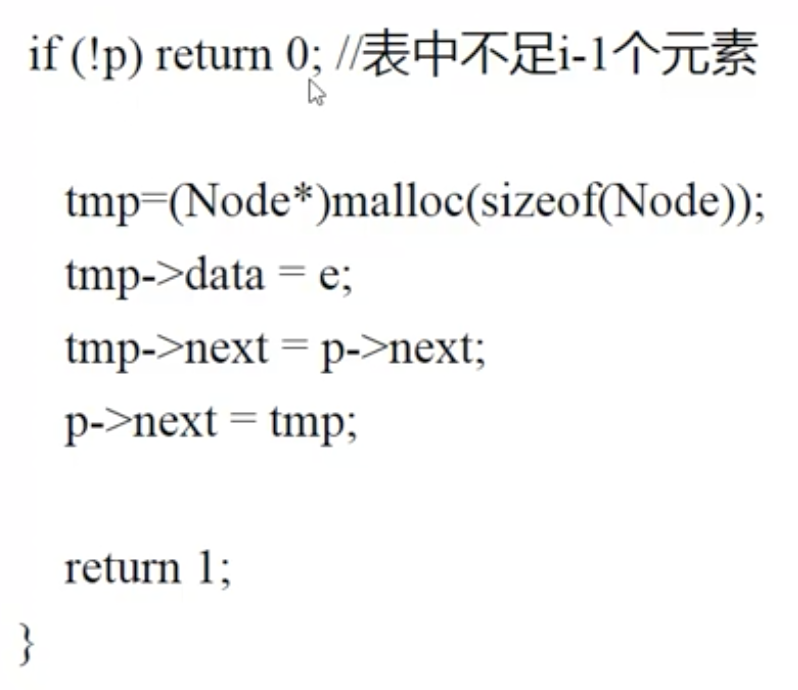 if (!p) return 0; //表中不足i-1个元素
tmp=(Node*)malloc(sizeof(Node));
tmp->data = e;
tmp->next = p->next;
p->next = tmp;
return 1;
}